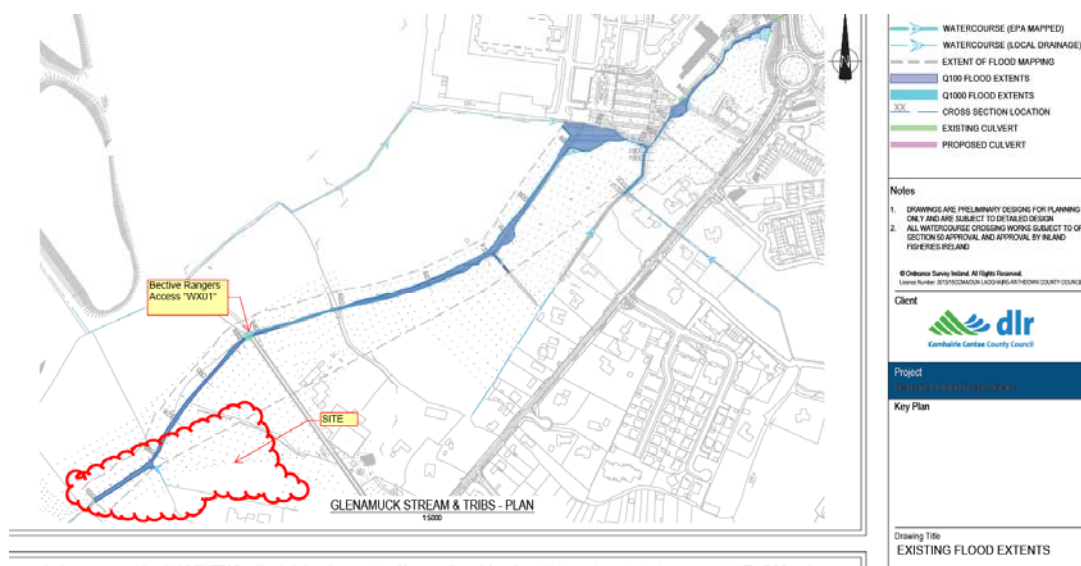 WATERCOURSE (EPA MAPPED)
WATERCOURSE (LOCAL DRAINAGE)
EXTENT OF FLOOD MAPPING
Q100 FLOOD EXTENTS
Q1000 FLOOD EXTENTS
XX
CROSS SECTION LOCATION
EXISTING CULVERT
PROPOSED CULVERT
Notes
1. DRAWINGS ARE PRELIMINARY DESIGNS FOR PLANNING
ONLY AND ARE SUBJECT TO DETAILED DESIGN
2. ALL WATERCOURSE CROSSING WORKS SUBJECT TO OP
SECTION 50 APPROVAL AND APPROVAL BY INLAND
FISHERIES IRELAND
© Ordnance Survey Ireland. All Rights Reserved.
Client
dlr
Comhairle Contae County Council
Project
Key Plan
Drawing Title
EXISTING FLOOD EXTENTS
N
Bective Rangers
Access "WX01"
SITE
GLENAMUCK STREAM & TRIBS - PLAN
1:5000